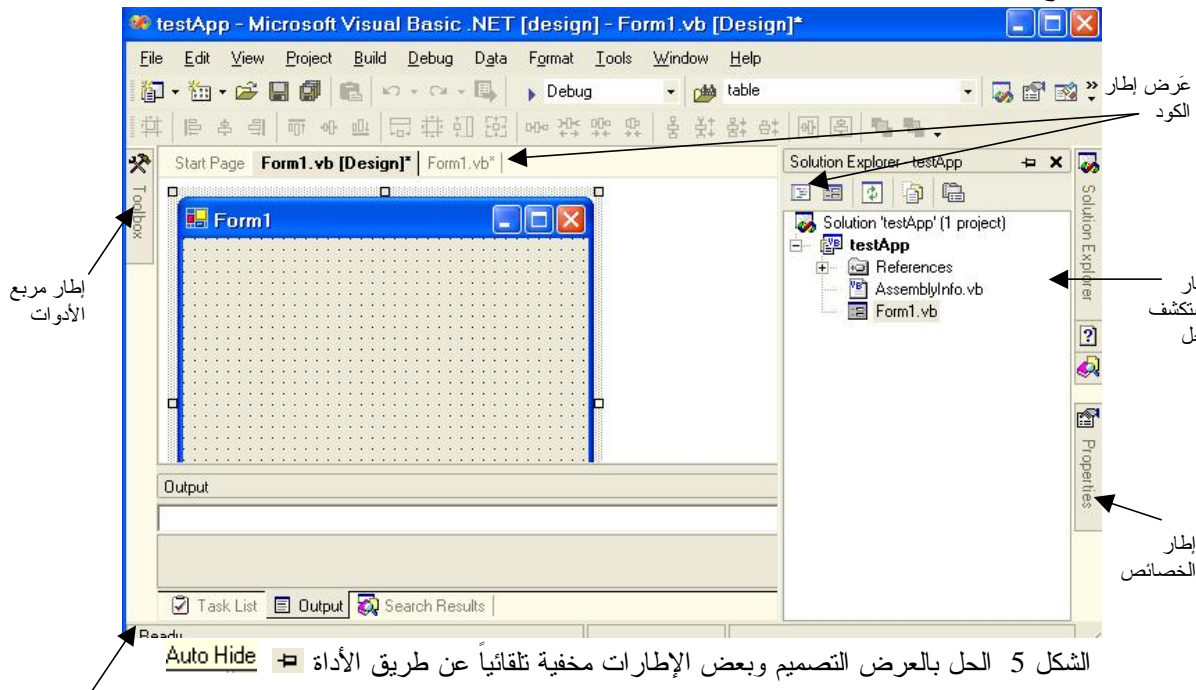 testApp - Microsoft Visual Basic .NET [design] - Form1.vb [Design]*
File Edit View Project Build Debug Data Format Tools Window Help
Debug table
عَرض إطار
الكود
Start Page Form1.vb [Design]* Form1.vb*
Solution Explorer - testApp
Toolbox
Form1
Solution 'testApp' (1 project)
testApp
References
AssemblyInfo.vb
Form1.vb
Solution Explorer
إطار مربع
الأدوات
Properties
إطار
الخصائص
Output
Task List Output Search Results
Ready
الشكل 5 الحل بالعرض التصميم وبعض الإطارات مخفية تلقائياً عن طريق الأداة Auto Hide